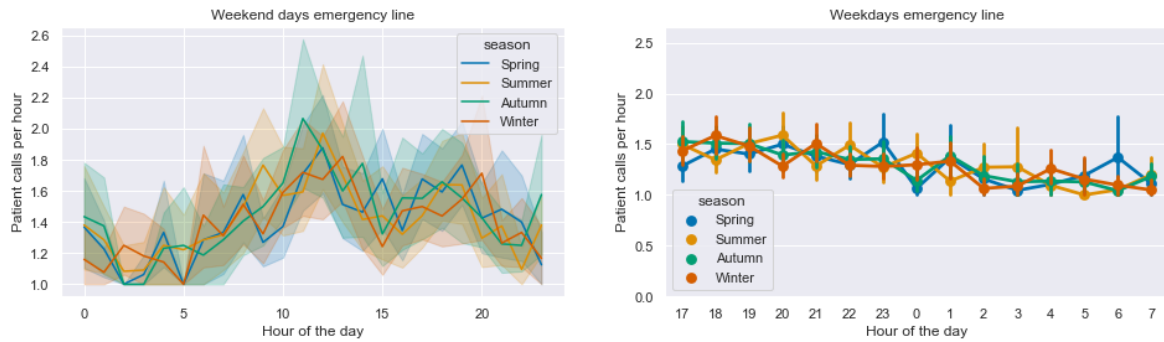 Weekend days emergency line
2.6
2.4
2.2
2.0
1.8
1.6
1.4
1.2
1.0
Patient calls per hour
season
Spring
Summer
Autumn
Winter
0 5 10 15 20
Hour of the day
Weekdays emergency line
2.5
2.0
1.5
1.0
0.5
0.0
Patient calls per hour
season
Spring
Summer
Autumn
Winter
17 18 19 20 21 22 23 0 1 2 3 4 5 6 7
Hour of the day